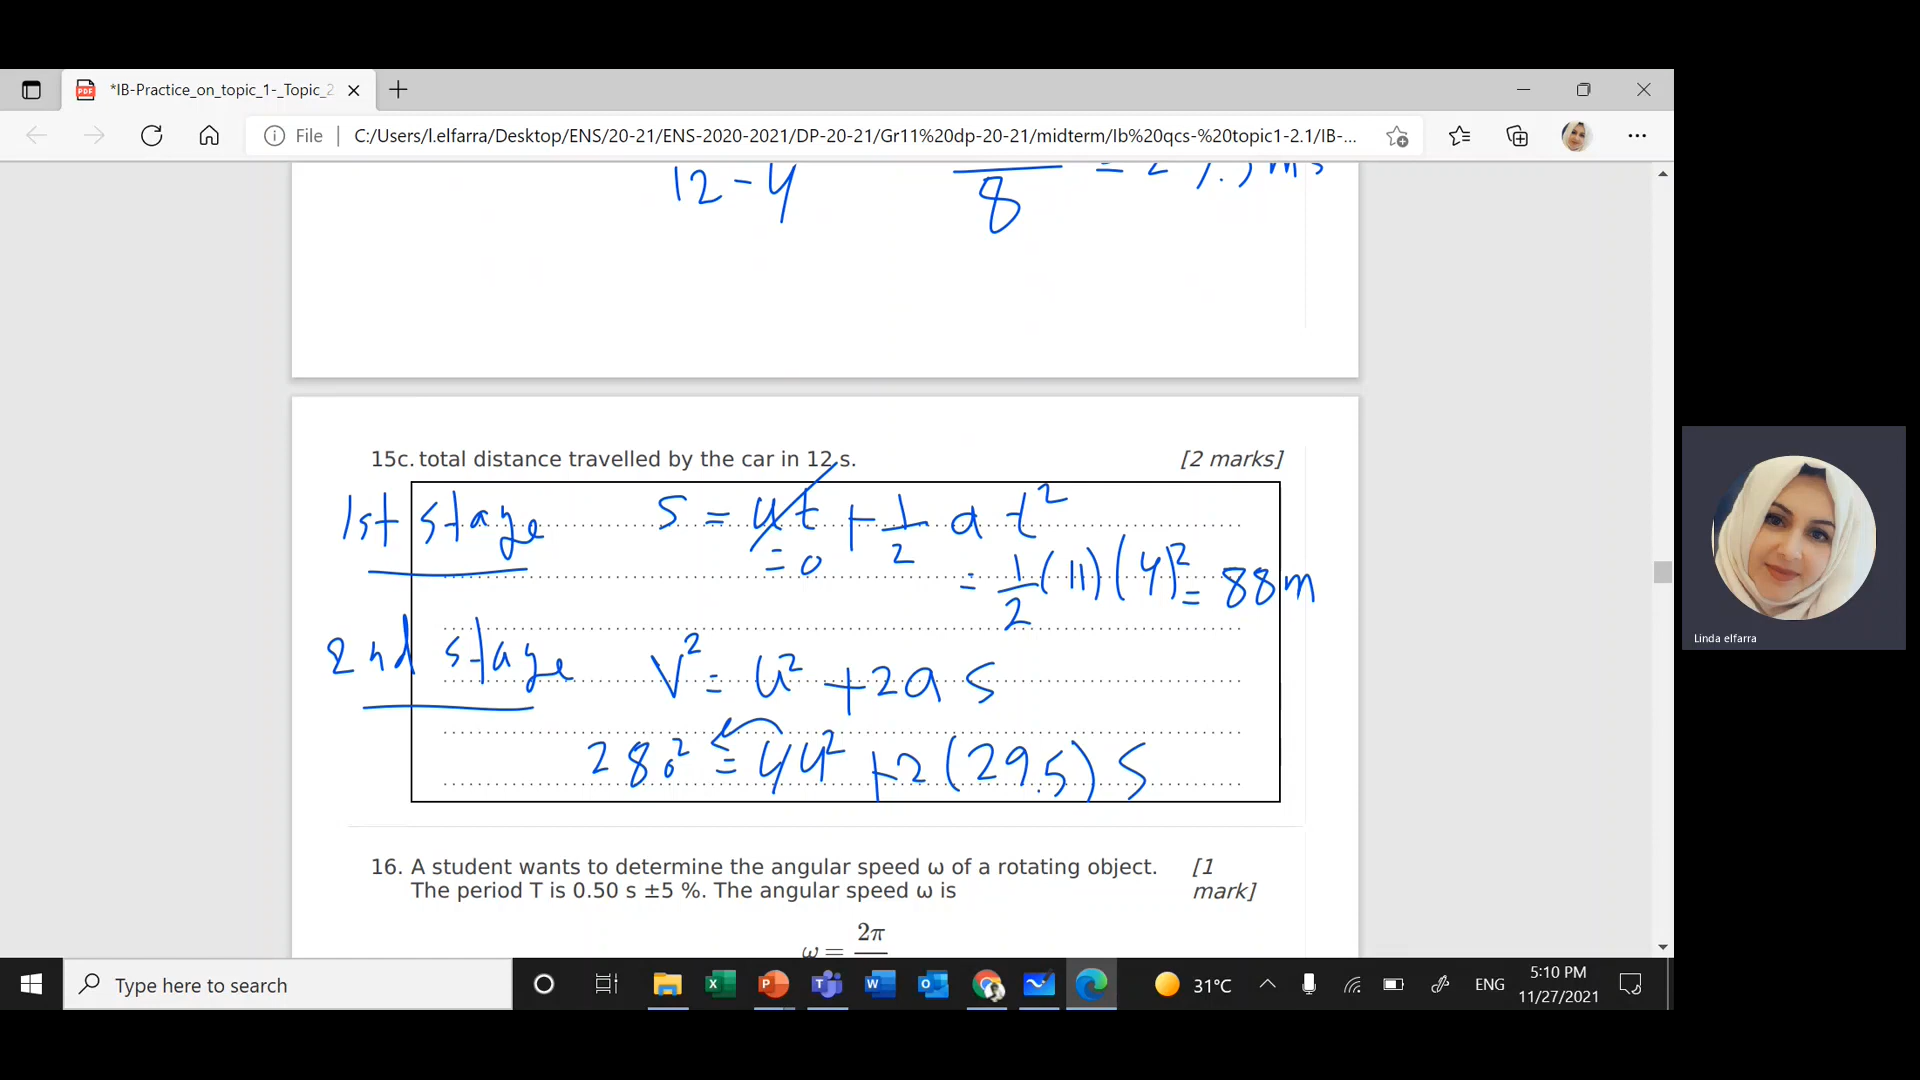 *IB-Practice_on_topic_1-_Topic_2
File
C:/Users/l.elfarra/Desktop/ENS/20-21/ENS-2020-2021/DP-20-21/Gr11%20dp-20-21/midterm/Ib%20qcs-%20topic1-2.1/IB-...
12 - 4
8
15c. total distance travelled by the car in 12 s. [2 marks]
1st stage s = ut + 1/2 a t²
= 0
= 1/2 (11) (4)² = 88 m
2nd stage v² = u² + 2a s
280² = 44² + 2 (29.5) s
Linda elfarra
16. A student wants to determine the angular speed ω of a rotating object. [1
The period T is 0.50 s ±5 %. The angular speed ω is mark]
ω = 2π
Type here to search
31°C
ENG
5:10 PM
11/27/2021